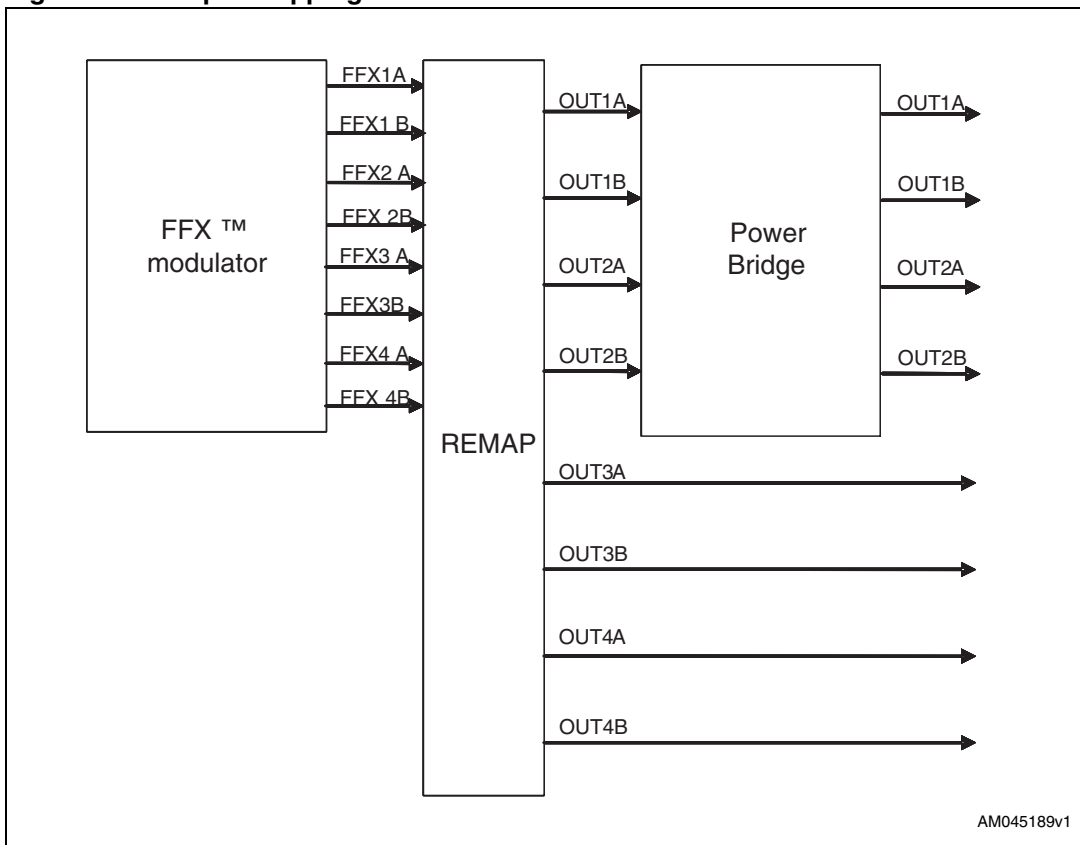 FFX ™
modulator
FFX1A
FFX1 B
FFX2 A
FFX 2B
FFX3 A
FFX3B
FFX4 A
FFX 4B
REMAP
OUT1A
OUT1B
OUT2A
OUT2B
OUT3A
OUT3B
OUT4A
OUT4B
Power
Bridge
OUT1A
OUT1B
OUT2A
OUT2B
AM045189v1